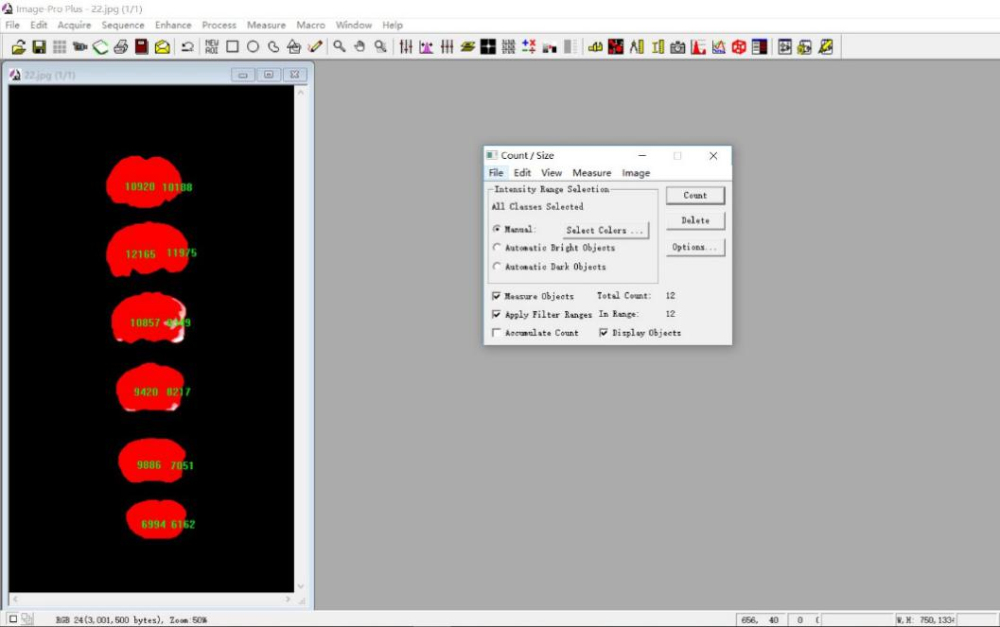 Image-Pro Plus - 22.jpg (1/1)
File Edit Acquire Sequence Enhance Process Measure Macro Window Help
NEW ROI
22.jpg (1/1)
10920 10188
12165 11975
10857
9420 8217
9886 7051
6994 6162
Count / Size
File Edit View Measure Image
Intensity Range Selection
All Classes Selected
Manual: Select Colors ...
Automatic Bright Objects
Automatic Dark Objects
Count
Delete
Options...
Measure Objects Total Count: 12
Apply Filter Ranges In Range: 12
Accumulate Count Display Objects
RGB 24(3,001,500 bytes), Zoom:50%
656, 40 0 (
W,H: 750,133